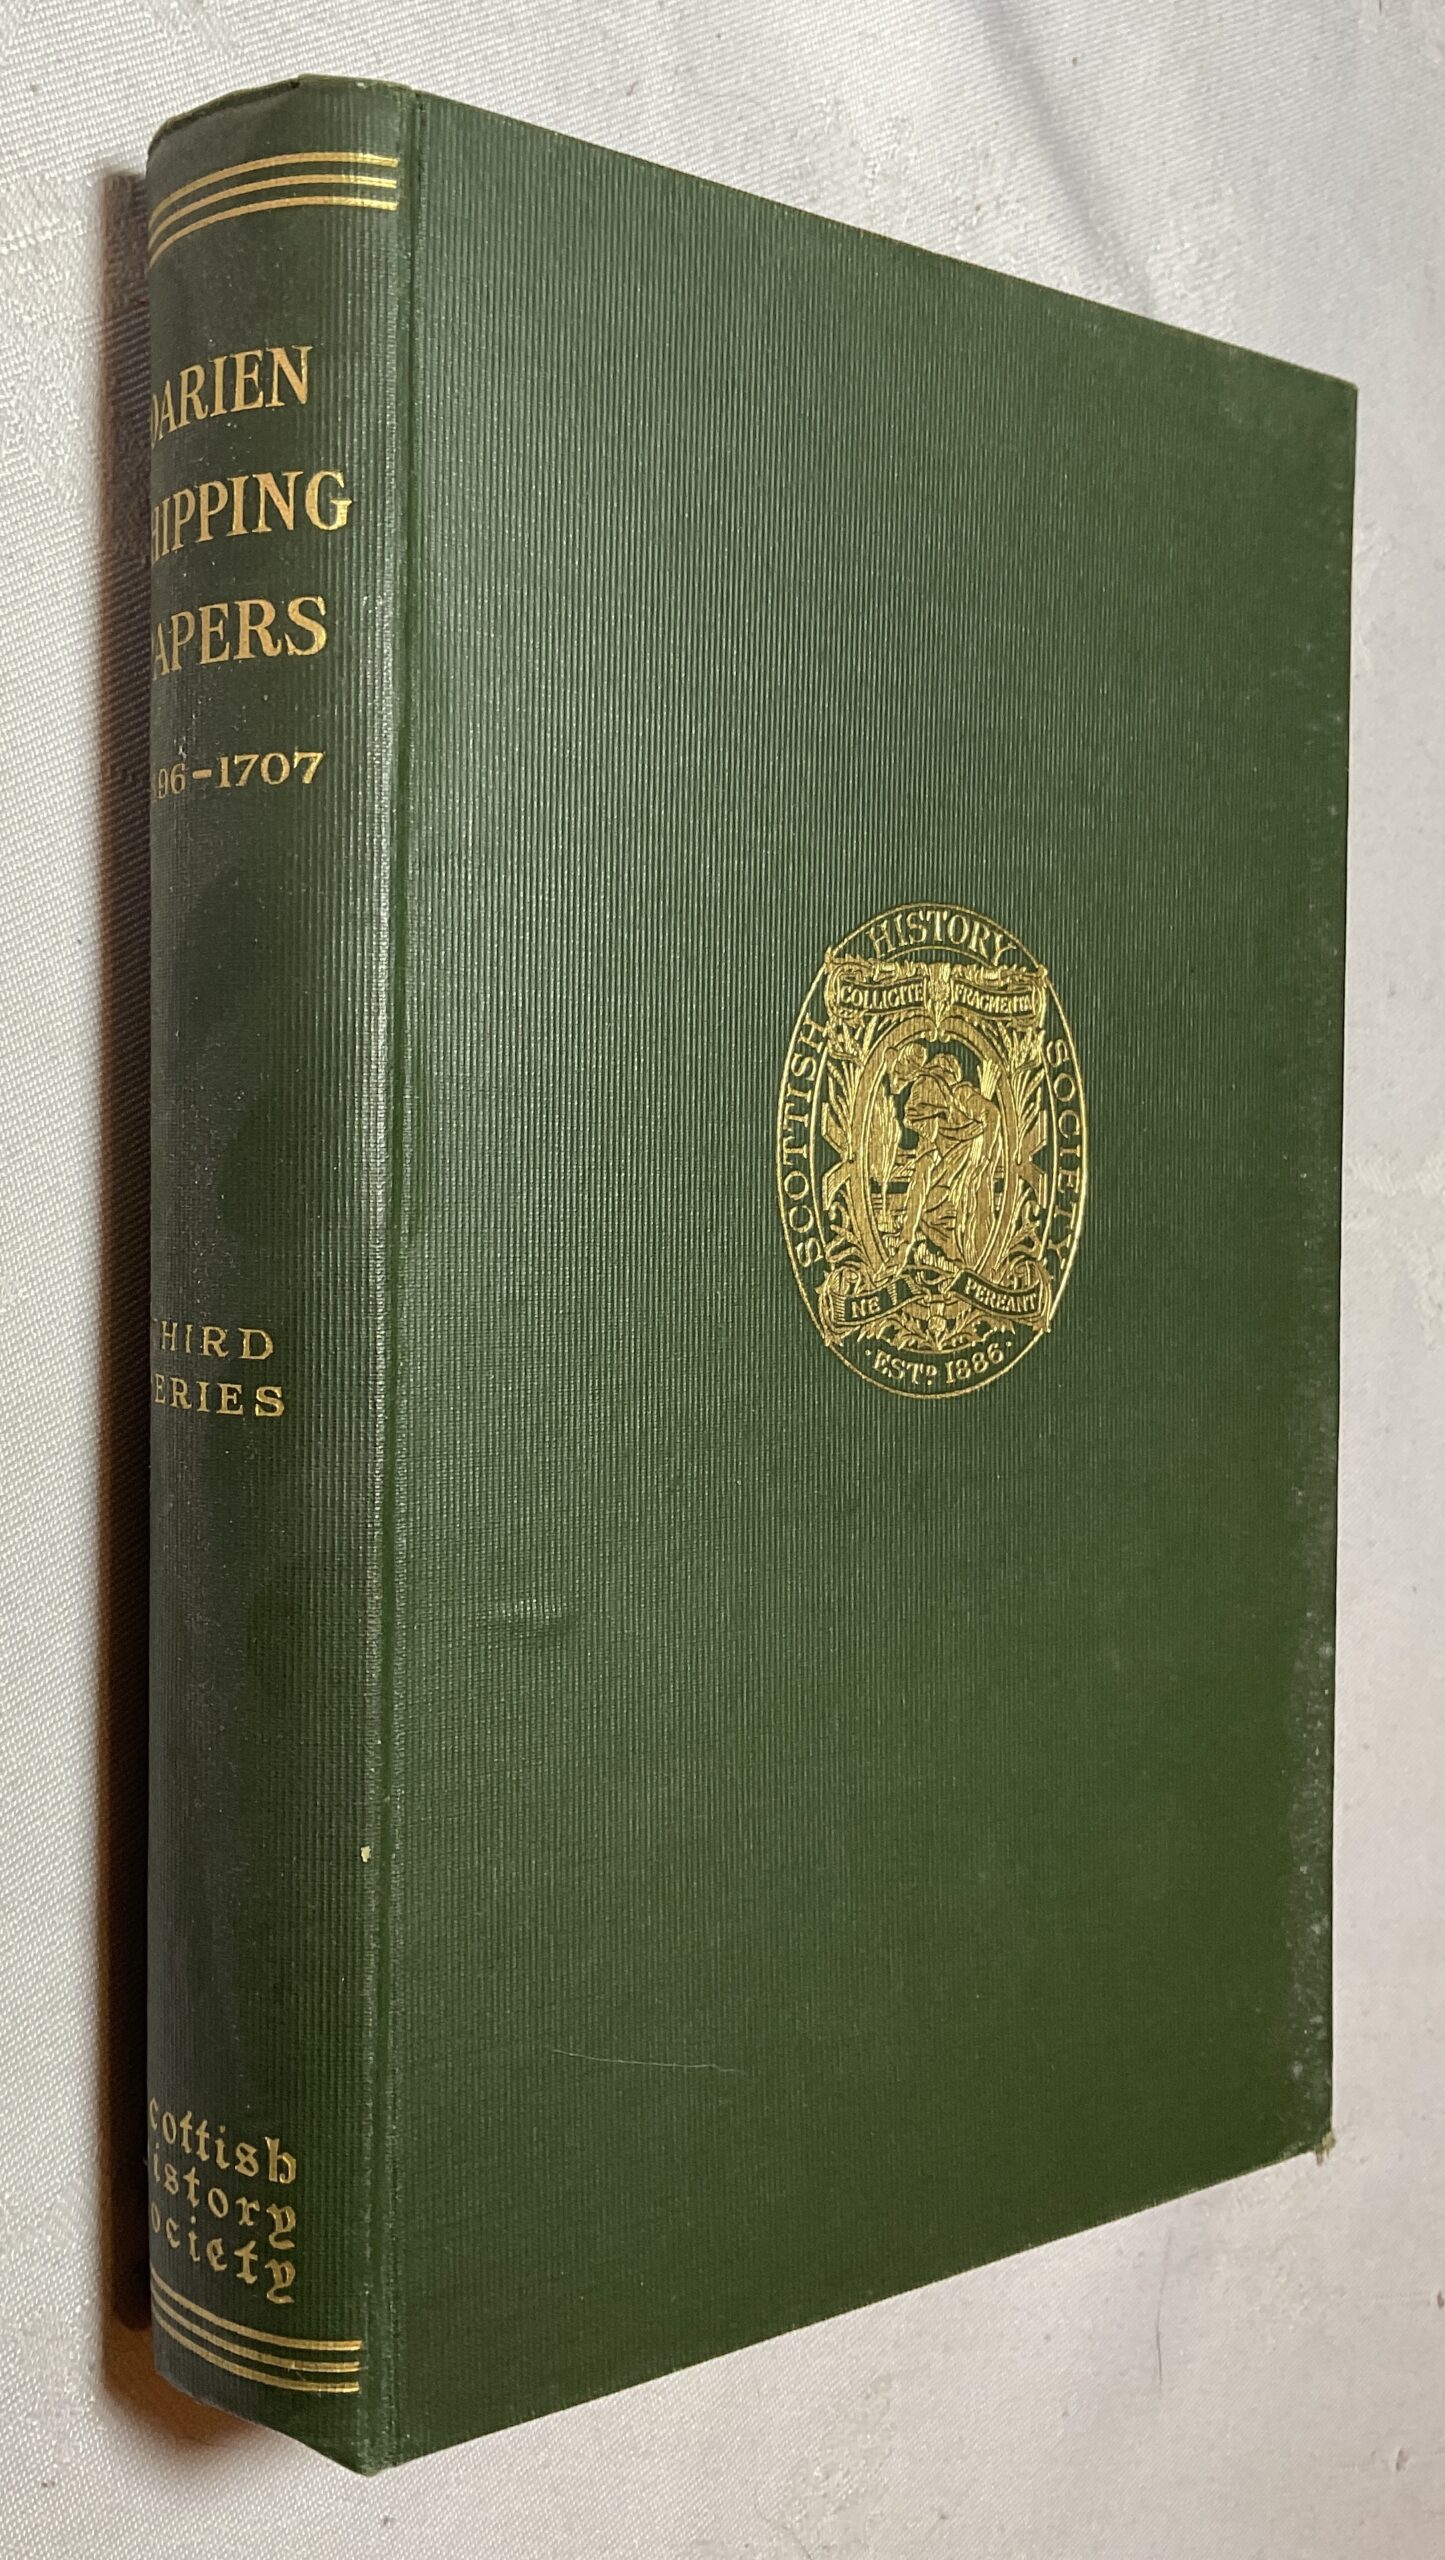 DARIEN
HIPPING
APERS
96-1707
HIRD
ERIES
cottish
istory
ociety
SCOTTISH HISTORY SOCIETY
COLLIGITE FRAGMENTA
NE PEREANT
· ESTD. 1886 ·